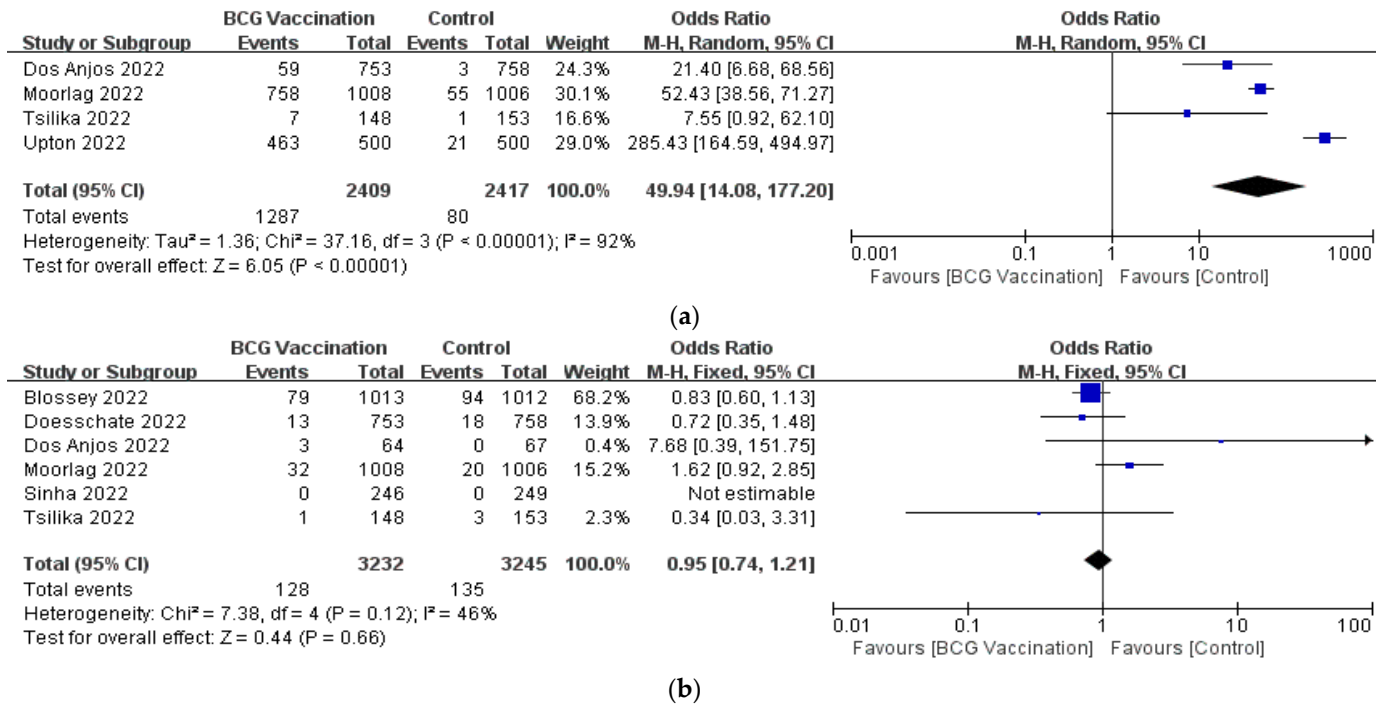 BCG Vaccination Control Odds Ratio Odds Ratio
Study or Subgroup Events Total Events Total Weight M-H, Random, 95% CI M-H, Random, 95% CI
Dos Anjos 2022 59 753 3 758 24.3% 21.40 [6.68, 68.56]
Moorlag 2022 758 1008 55 1006 30.1% 52.43 [38.56, 71.27]
Tsilika 2022 7 148 1 153 16.6% 7.55 [0.92, 62.10]
Upton 2022 463 500 21 500 29.0% 285.43 [164.59, 494.97]
Total (95% CI) 2409 2417 100.0% 49.94 [14.08, 177.20]
Total events 1287 80
Heterogeneity: Tau² = 1.36; Chi² = 37.16, df = 3 (P < 0.00001); I² = 92%
Test for overall effect: Z = 6.05 (P < 0.00001)
0.001 0.1 1 10 1000
Favours [BCG Vaccination] Favours [Control]
(a)
BCG Vaccination Control Odds Ratio Odds Ratio
Study or Subgroup Events Total Events Total Weight M-H, Fixed, 95% CI M-H, Fixed, 95% CI
Blossey 2022 79 1013 94 1012 68.2% 0.83 [0.60, 1.13]
Doesschate 2022 13 753 18 758 13.9% 0.72 [0.35, 1.48]
Dos Anjos 2022 3 64 0 67 0.4% 7.68 [0.39, 151.75]
Moorlag 2022 32 1008 20 1006 15.2% 1.62 [0.92, 2.85]
Sinha 2022 0 246 0 249 Not estimable
Tsilika 2022 1 148 3 153 2.3% 0.34 [0.03, 3.31]
Total (95% CI) 3232 3245 100.0% 0.95 [0.74, 1.21]
Total events 128 135
Heterogeneity: Chi² = 7.38, df = 4 (P = 0.12); I² = 46%
Test for overall effect: Z = 0.44 (P = 0.66)
0.01 0.1 1 10 100
Favours [BCG Vaccination] Favours [Control]
(b)